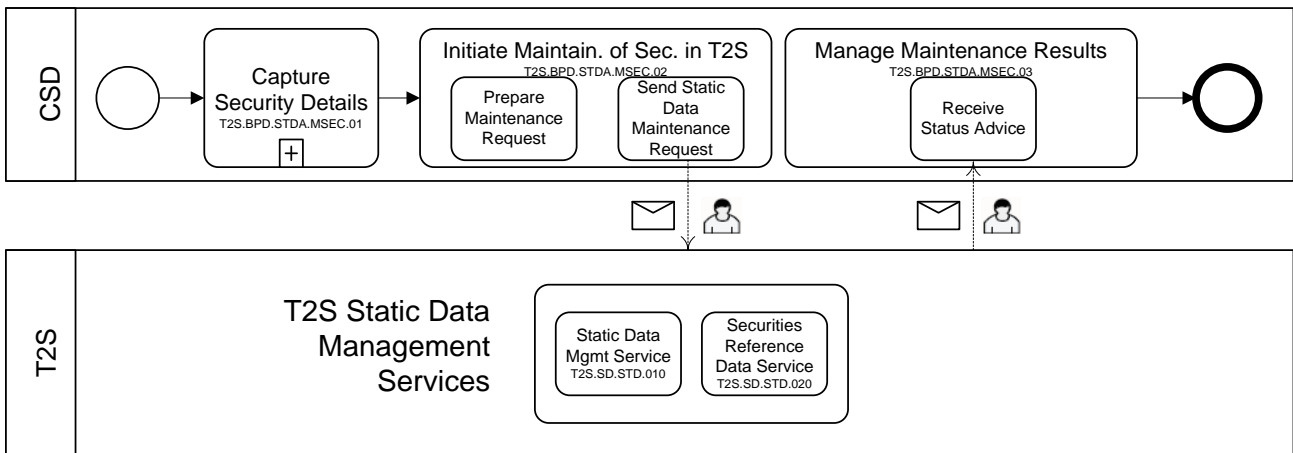 CSD
Capture
Security Details
T2S.BPD.STDA.MSEC.01
+
Initiate Maintain. of Sec. in T2S
T2S.BPD.STDA.MSEC.02
Prepare
Maintenance
Request
Send Static
Data
Maintenance
Request
Manage Maintenance Results
T2S.BPD.STDA.MSEC.03
Receive
Status Advice
T2S
T2S Static Data
Management
Services
Static Data
Mgmt Service
T2S.SD.STD.010
Securities
Reference
Data Service
T2S.SD.STD.020